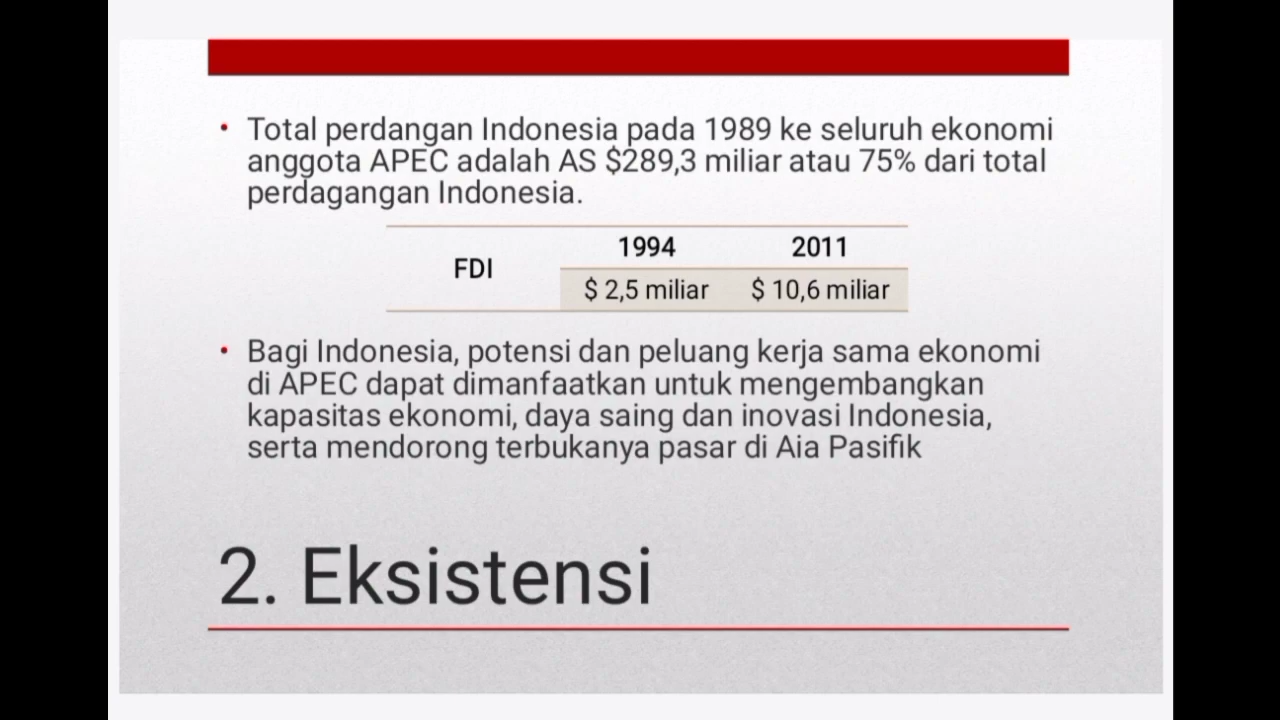 • Total perdangan Indonesia pada 1989 ke seluruh ekonomi
anggota APEC adalah AS $289,3 miliar atau 75% dari total
perdagangan Indonesia.
FDI
1994 2011
$ 2,5 miliar $ 10,6 miliar
• Bagi Indonesia, potensi dan peluang kerja sama ekonomi
di APEC dapat dimanfaatkan untuk mengembangkan
kapasitas ekonomi, daya saing dan inovasi Indonesia,
serta mendorong terbukanya pasar di Aia Pasifik
2. Eksistensi